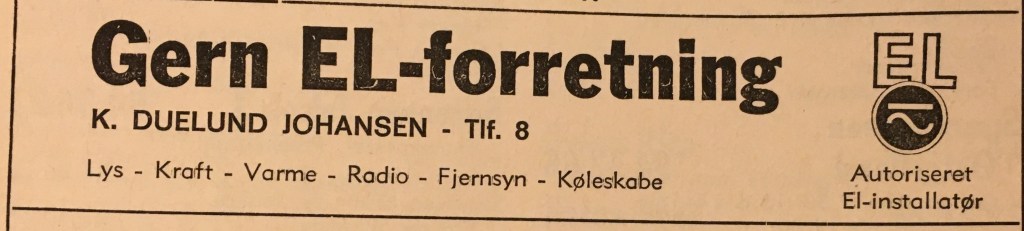 Gern EL-forretning
K. DUELUND JOHANSEN - Tlf. 8
Lys - Kraft - Varme - Radio - Fjernsyn - Køleskabe
EL
Autoriseret
El-installatør